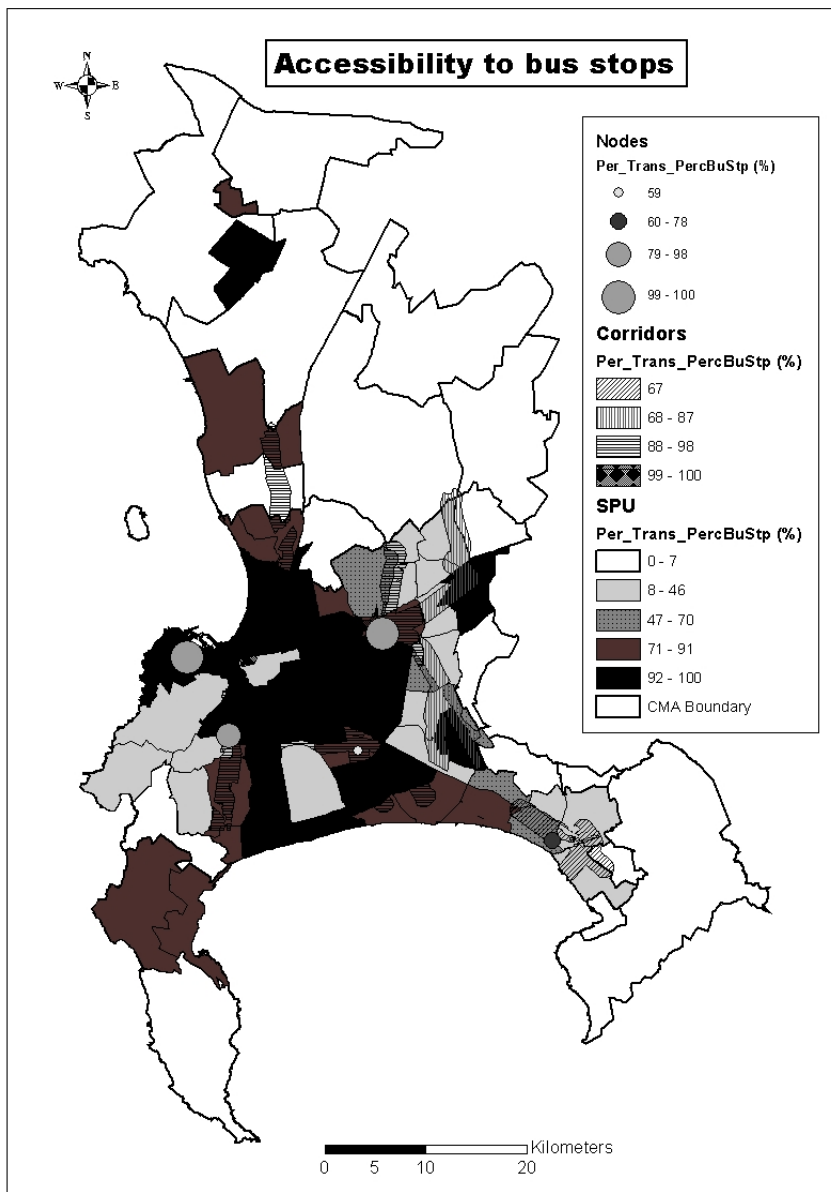 Accessibility to bus stops
N
W E
S
Nodes
Per_Trans_PercBuStp (%)
59
60 - 78
79 - 98
99 - 100
Corridors
Per_Trans_PercBuStp (%)
67
68 - 87
88 - 98
99 - 100
SPU
Per_Trans_PercBuStp (%)
0 - 7
8 - 46
47 - 70
71 - 91
92 - 100
CMA Boundary
Kilometers
0 5 10 20